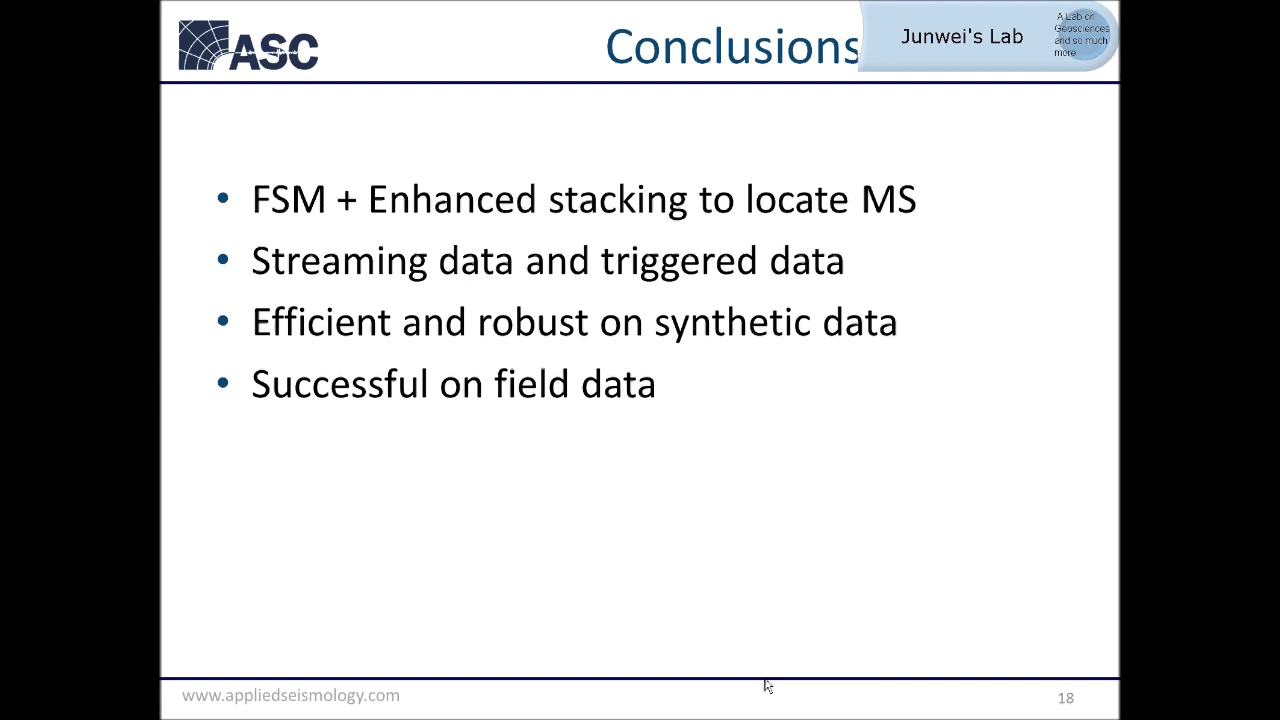 ASC
Conclusions
Junwei's Lab
A Lab on
Geosciences
and so much
more
• FSM + Enhanced stacking to locate MS
• Streaming data and triggered data
• Efficient and robust on synthetic data
• Successful on field data
www.appliedseismology.com
18